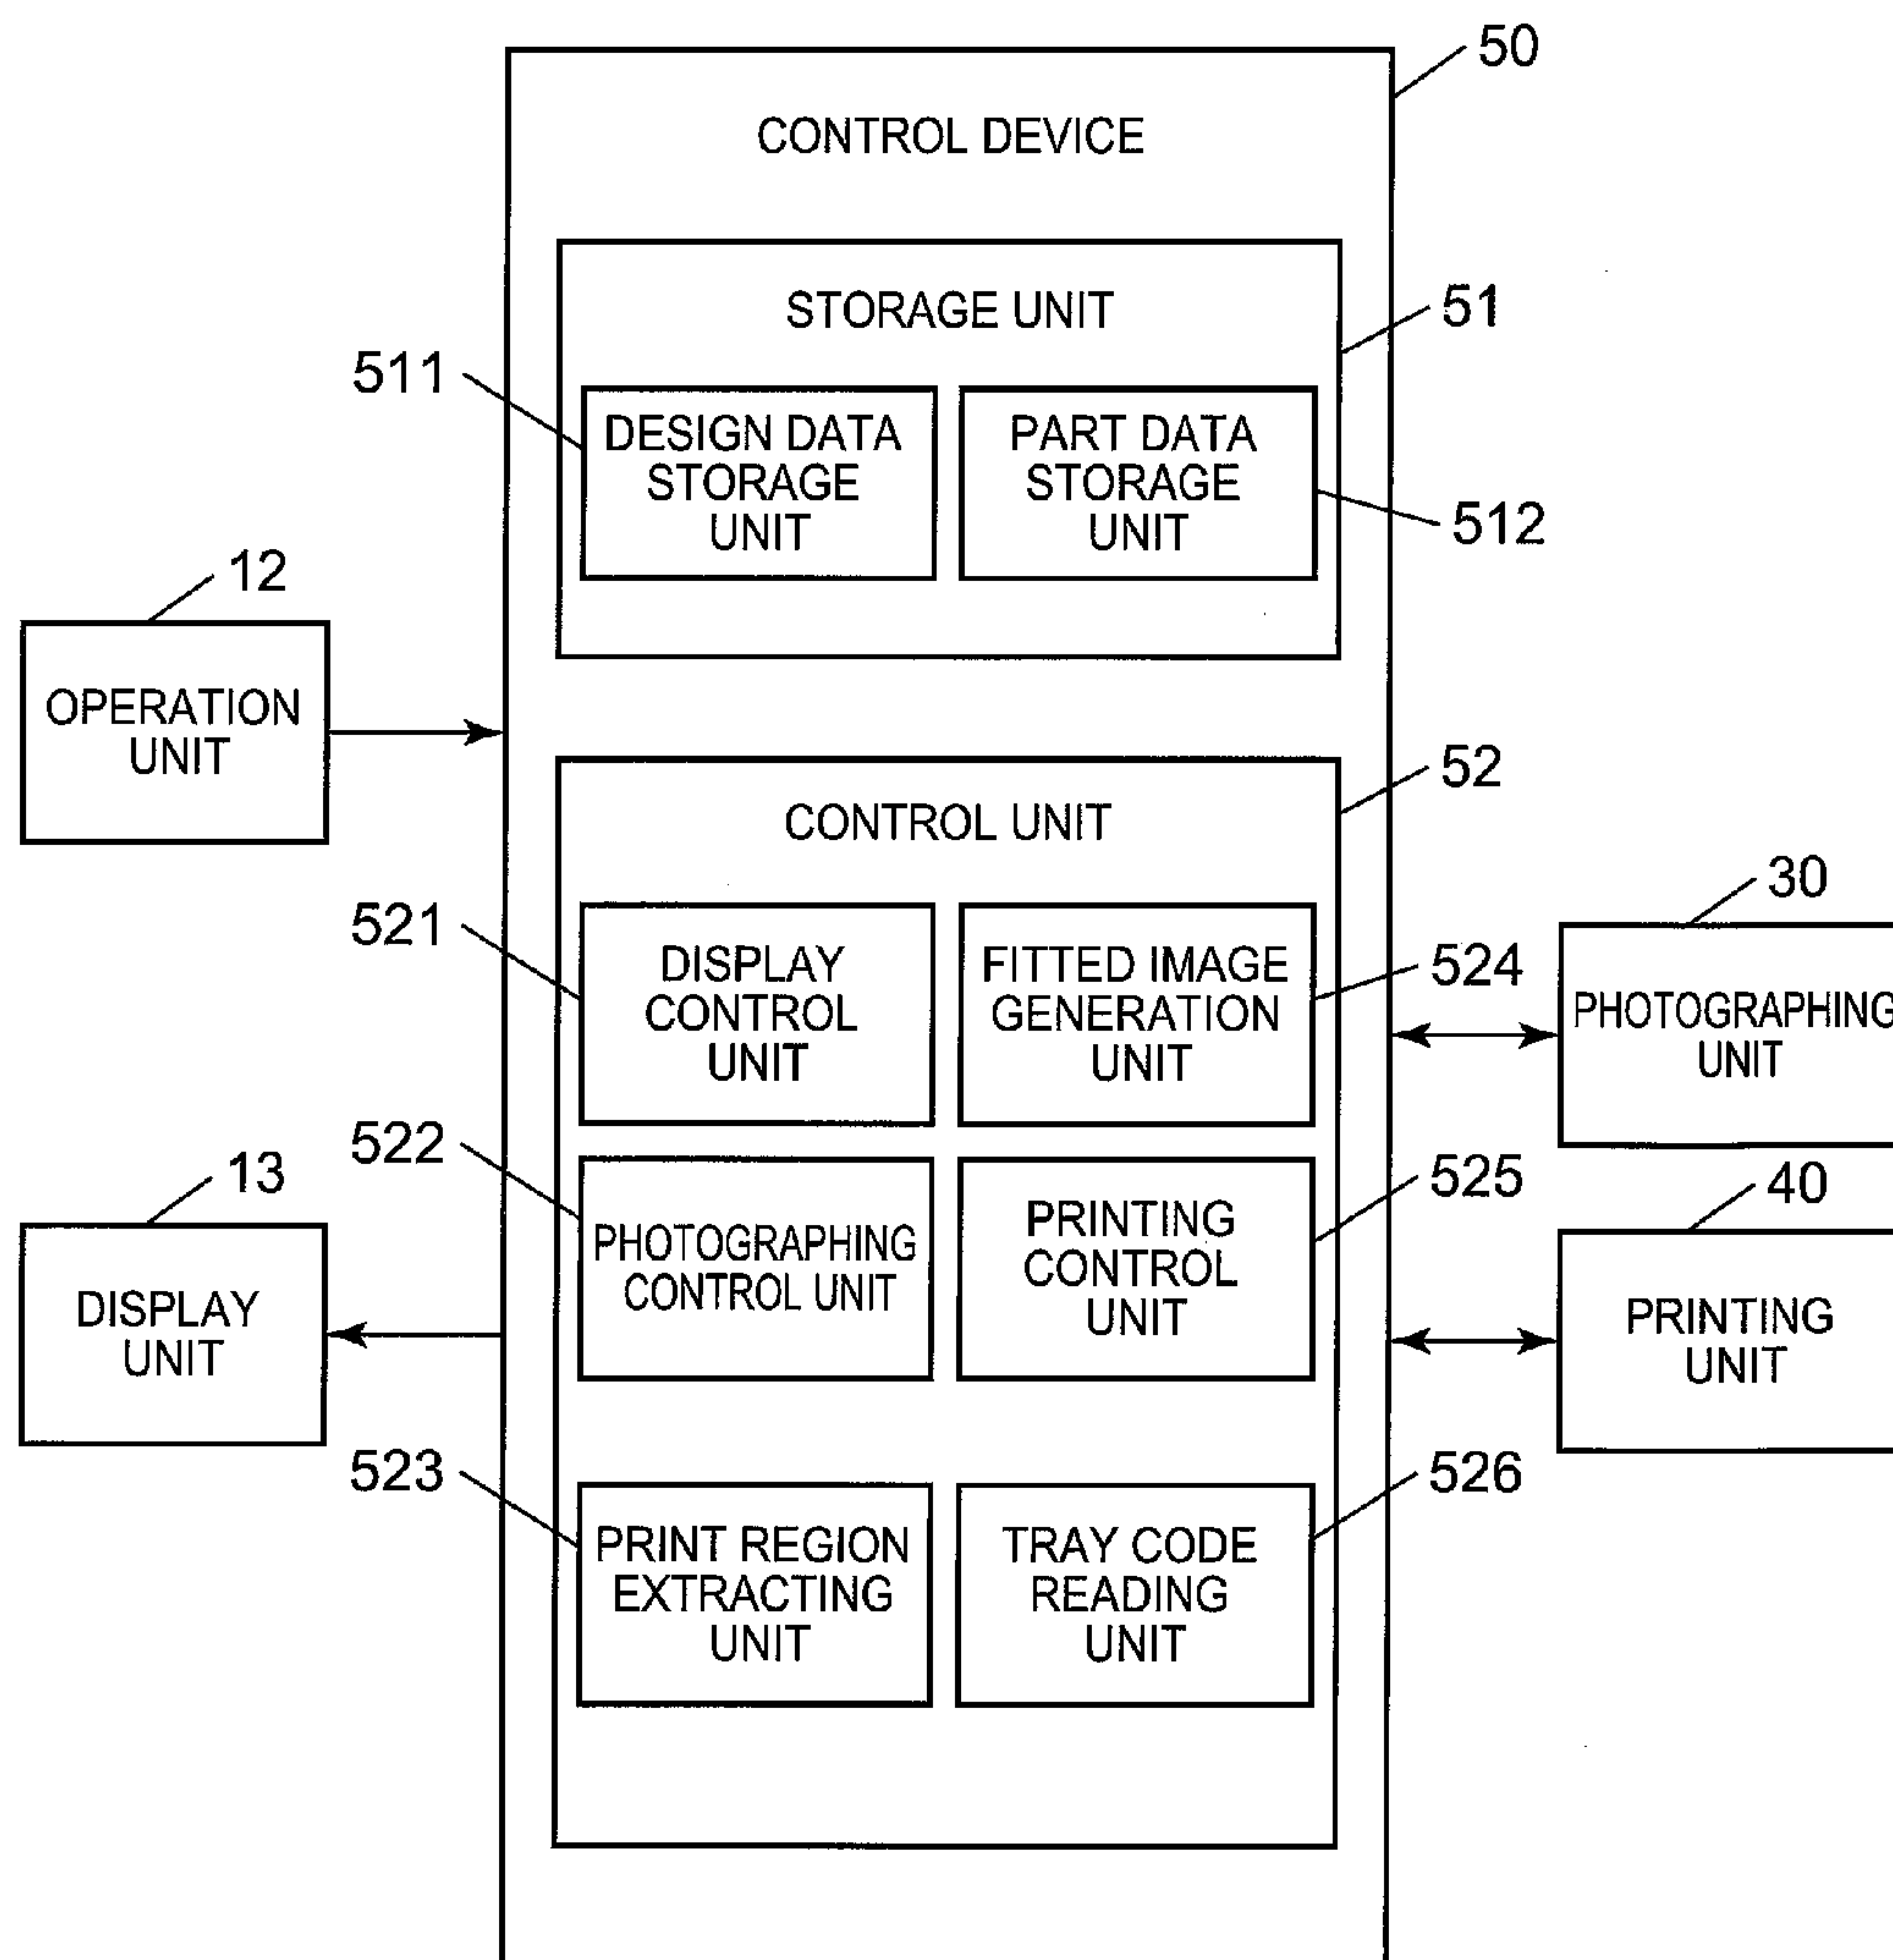 50
CONTROL DEVICE
STORAGE UNIT
51
511
DESIGN DATA
STORAGE
UNIT
PART DATA
STORAGE
UNIT
512
12
OPERATION
UNIT
52
CONTROL UNIT
521
DISPLAY
CONTROL
UNIT
FITTED IMAGE
GENERATION
UNIT
524
30
PHOTOGRAPHING
UNIT
522
PHOTOGRAPHING
CONTROL UNIT
PRINTING
CONTROL
UNIT
525
13
DISPLAY
UNIT
40
PRINTING
UNIT
523
PRINT REGION
EXTRACTING
UNIT
TRAY CODE
READING
UNIT
526